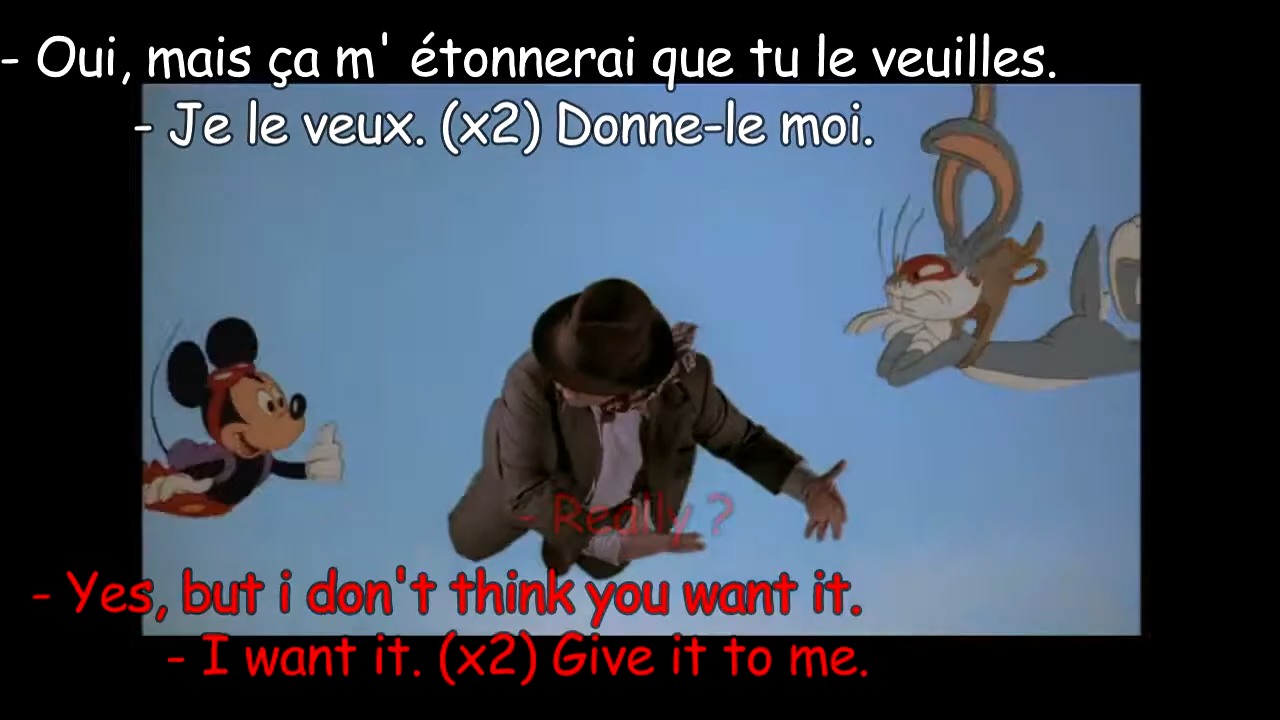 - Oui, mais ça m' étonnerai que tu le veuilles.
- Je le veux. (x2) Donne-le moi.
- Really ?
- Yes, but i don't think you want it.
- I want it. (x2) Give it to me.